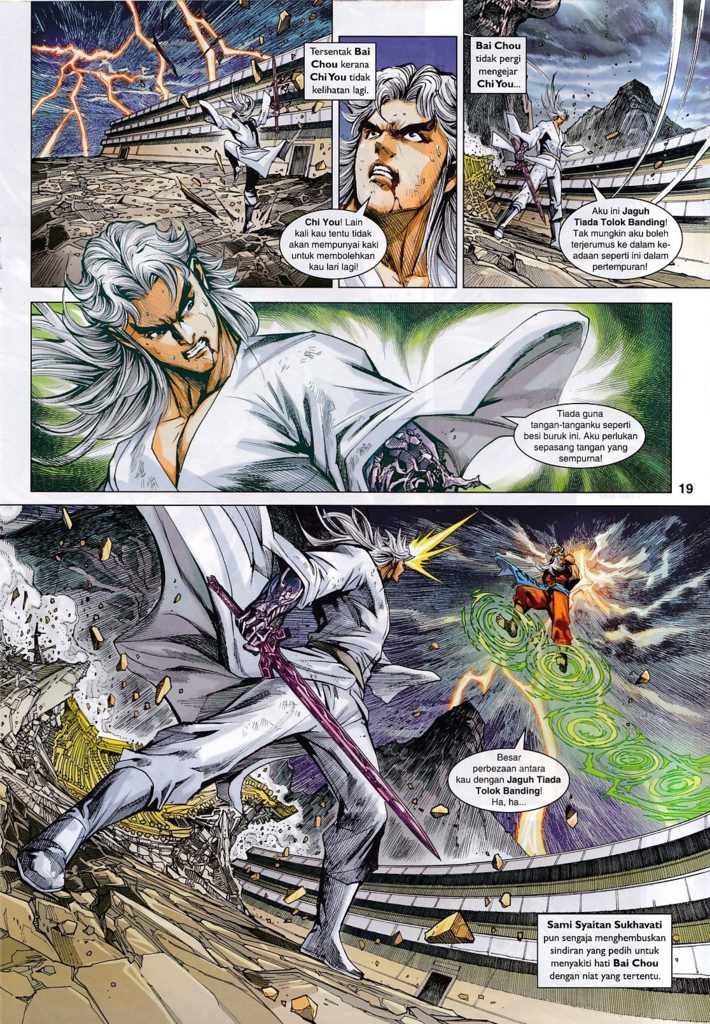 Tersentak Bai
Chou kerana
Chi You tidak
kelihatan lagi.
Chi You! Lain
kali kau tentu tidak
akan mempunyai kaki
untuk membolehkan
kau lari lagi!
Bai Chou
tidak pergi
mengejar
Chi You...
Aku ini Jaguh
Tiada Tolok Banding!
Tak mungkin aku boleh
terjerumus ke dalam ke-
adaan seperti ini dalam
pertempuran!
Tiada guna
tangan-tanganku seperti
besi buruk ini. Aku perlukan
sepasang tangan yang
sempurna!
19
Besar
perbezaan antara
kau dengan Jaguh Tiada
Tolok Banding!
Ha, ha...
Sami Syaitan Sukhavati
pun sengaja menghembuskan
sindiran yang pedih untuk
menyakiti hati Bai Chou
dengan niat yang tertentu.